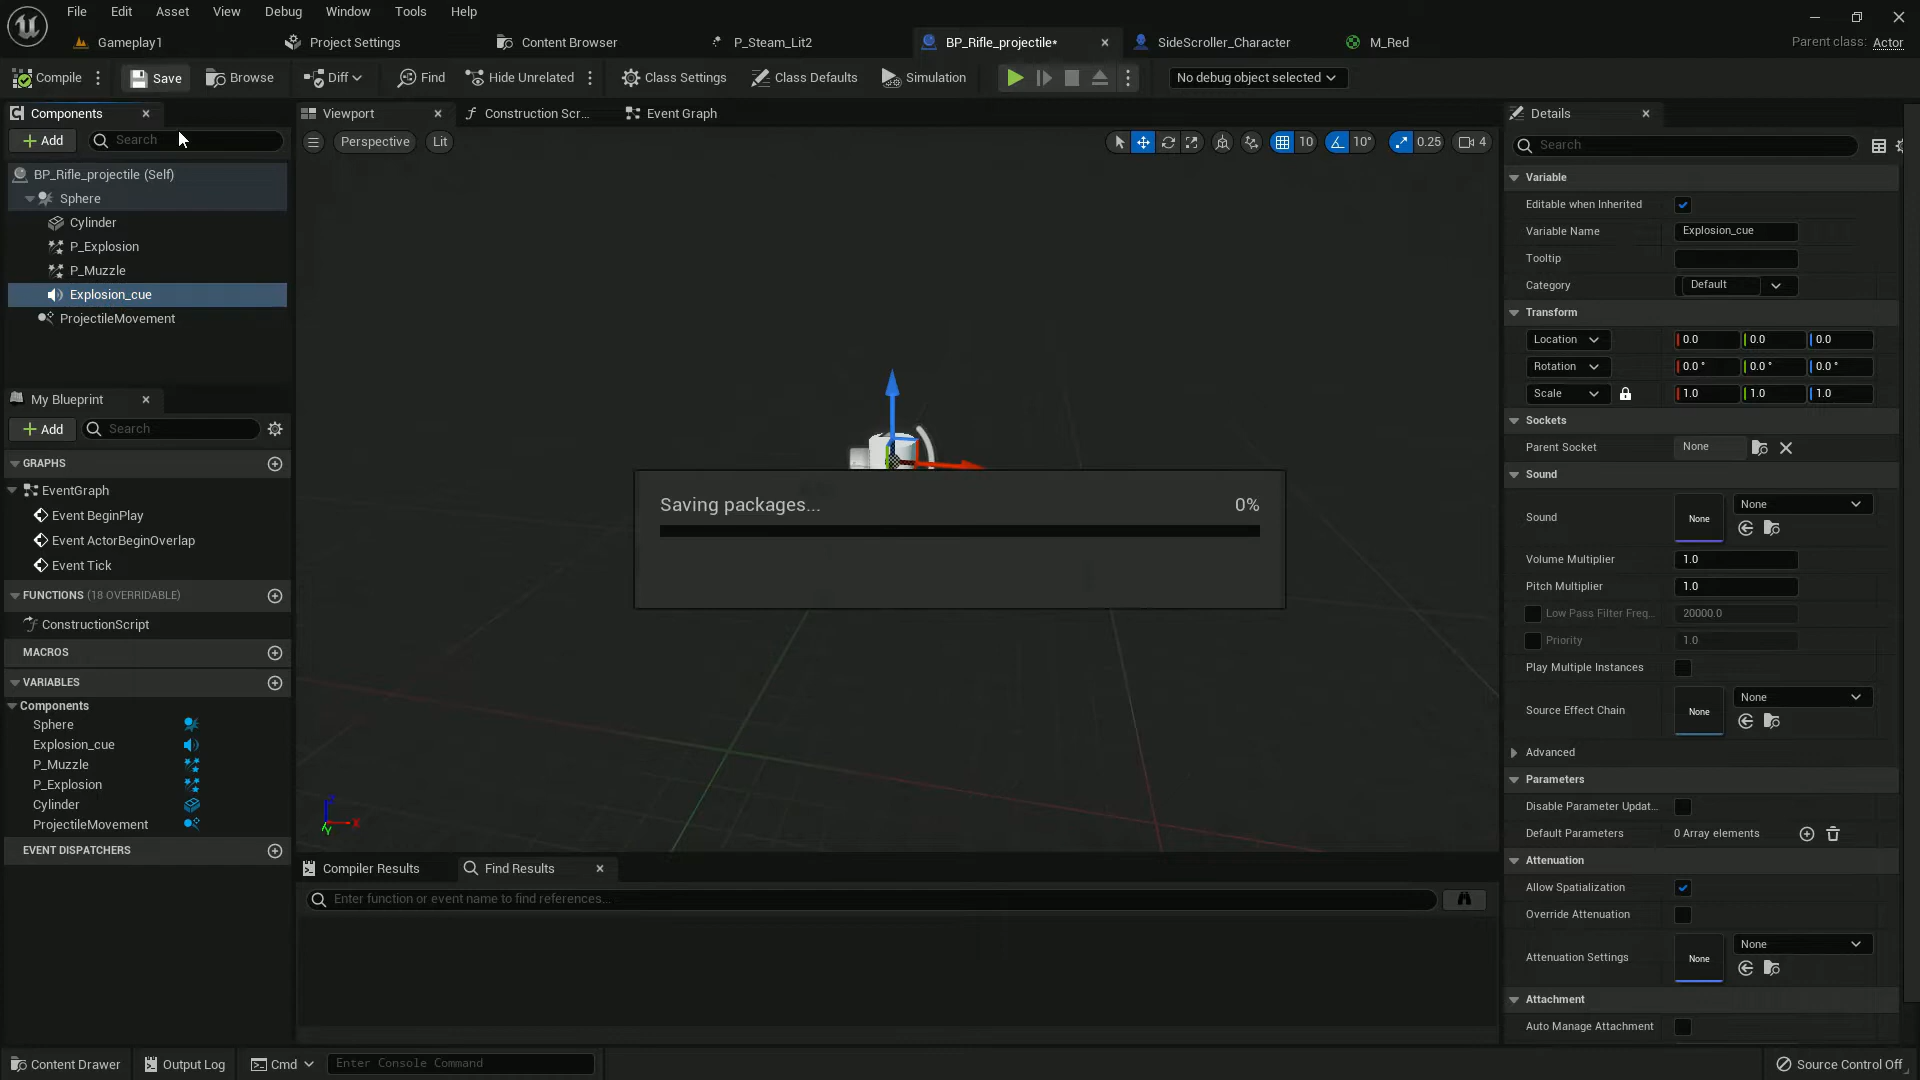 File Edit Asset View Debug Window Tools Help
Gameplay1 Project Settings Content Browser P_Steam_Lit2 BP_Rifle_projectile* SideScroller_Character M_Red Parent class: Actor
Compile Save Browse Diff Find Hide Unrelated Class Settings Class Defaults Simulation No debug object selected
Components
Viewport Construction Scr... Event Graph
Details
Add Search
Perspective Lit 10 10° 0.25 4
Search
BP_Rifle_projectile (Self)
Sphere
Cylinder
P_Explosion
P_Muzzle
Explosion_cue
ProjectileMovement
My Blueprint
Add Search
GRAPHS
EventGraph
Event BeginPlay
Event ActorBeginOverlap
Event Tick
FUNCTIONS (18 OVERRIDABLE)
ConstructionScript
MACROS
VARIABLES
Components
Sphere
Explosion_cue
P_Muzzle
P_Explosion
Cylinder
ProjectileMovement
EVENT DISPATCHERS
Saving packages... 0%
Z
X
Y
Compiler Results Find Results
Enter function or event name to find references...
Variable
Editable when Inherited
Variable Name Explosion_cue
Tooltip
Category Default
Transform
Location 0.0 0.0 0.0
Rotation 0.0 ° 0.0 ° 0.0 °
Scale 1.0 1.0 1.0
Sockets
Parent Socket None
Sound
Sound None None
Volume Multiplier 1.0
Pitch Multiplier 1.0
Low Pass Filter Freq... 20000.0
Priority 1.0
Play Multiple Instances
Source Effect Chain None None
Advanced
Parameters
Disable Parameter Updat...
Default Parameters 0 Array elements
Attenuation
Allow Spatialization
Override Attenuation
Attenuation Settings None None
Attachment
Auto Manage Attachment
Content Drawer Output Log Cmd Enter Console Command Source Control Off